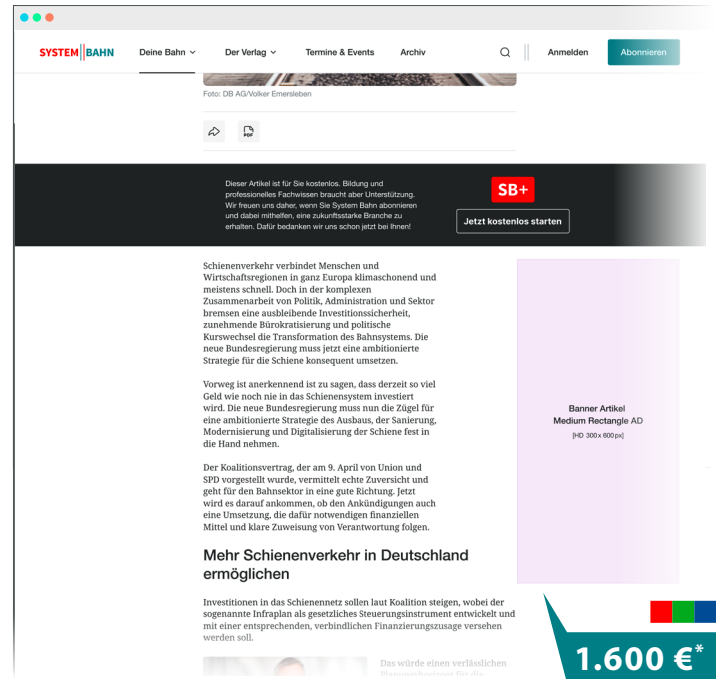 SYSTEM||BAHN
Deine Bahn
Der Verlag
Termine & Events
Archiv
Anmelden
Abonnieren
Foto: DB AG/Volker Emersleben
PDF
Dieser Artikel ist für Sie kostenlos. Bildung und
professionelles Fachwissen braucht aber Unterstützung.
Wir freuen uns daher, wenn Sie System Bahn abonnieren
und dabei mithelfen, eine zukunftsstarke Branche zu
erhalten. Dafür bedanken wir uns schon jetzt bei Ihnen!
SB+
Jetzt kostenlos starten
Schienenverkehr verbindet Menschen und
Wirtschaftsregionen in ganz Europa klimaschonend und
meistens schnell. Doch in der komplexen
Zusammenarbeit von Politik, Administration und Sektor
bremsen eine ausbleibende Investitionssicherheit,
zunehmende Bürokratisierung und politische
Kurswechsel die Transformation des Bahnsystems. Die
neue Bundesregierung muss jetzt eine ambitionierte
Strategie für die Schiene konsequent umsetzen.
Vorweg ist anerkennend ist zu sagen, dass derzeit so viel
Geld wie noch nie in das Schienensystem investiert
wird. Die neue Bundesregierung muss nun die Zügel für
eine ambitionierte Strategie des Ausbaus, der Sanierung,
Modernisierung und Digitalisierung der Schiene fest in
die Hand nehmen.
Der Koalitionsvertrag, der am 9. April von Union und
SPD vorgestellt wurde, vermittelt echte Zuversicht und
geht für den Bahnsektor in eine gute Richtung. Jetzt
wird es darauf ankommen, ob den Ankündigungen auch
eine Umsetzung, die dafür notwendigen finanziellen
Mittel und klare Zuweisung von Verantwortung folgen.
Banner Artikel
Medium Rectangle AD
[HD 300 x 600 px]
Mehr Schienenverkehr in Deutschland
ermöglichen
Investitionen in das Schienennetz sollen laut Koalition steigen, wobei der
sogenannte Infraplan als gesetzliches Steuerungsinstrument entwickelt und
mit einer entsprechenden, verbindlichen Finanzierungszusage versehen
werden soll.
Das würde einen verlässlichen
Planungshorizont für die
1.600 €*